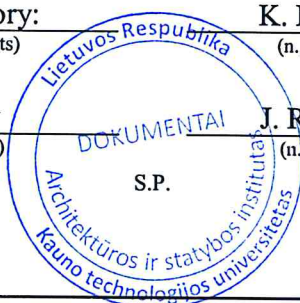 ory:
ts)
K.
(n.
J. R
(n.
S.P.
Lietuvos Respublika
Kauno technologijos universitetas
Architektūros ir statybos institutas
DOKUMENTAI